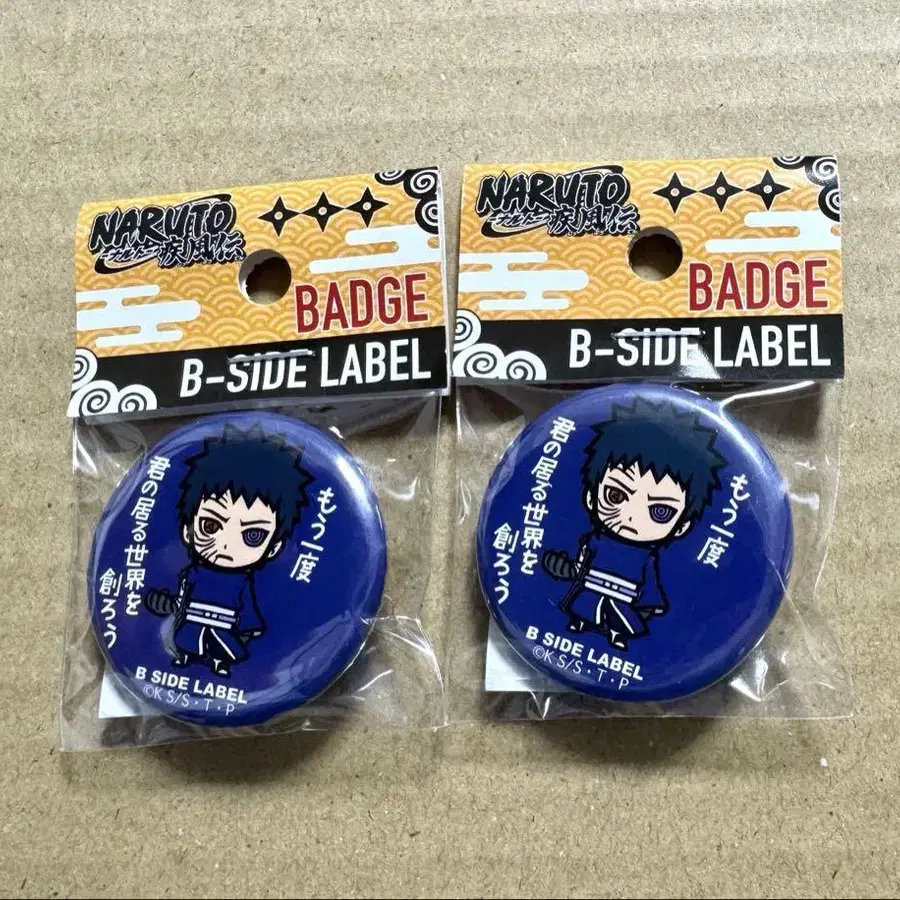 NARUTO
ナルト
疾風伝
BADGE
B-SIDE LABEL
もう一度
君の居る世界を
創ろう
B SIDE LABEL
©K S/S・T・P
NARUTO
ナルト
疾風伝
BADGE
B-SIDE LABEL
もう一度
君の居る世界を
創ろう
B SIDE LABEL
©K S/S・T・P